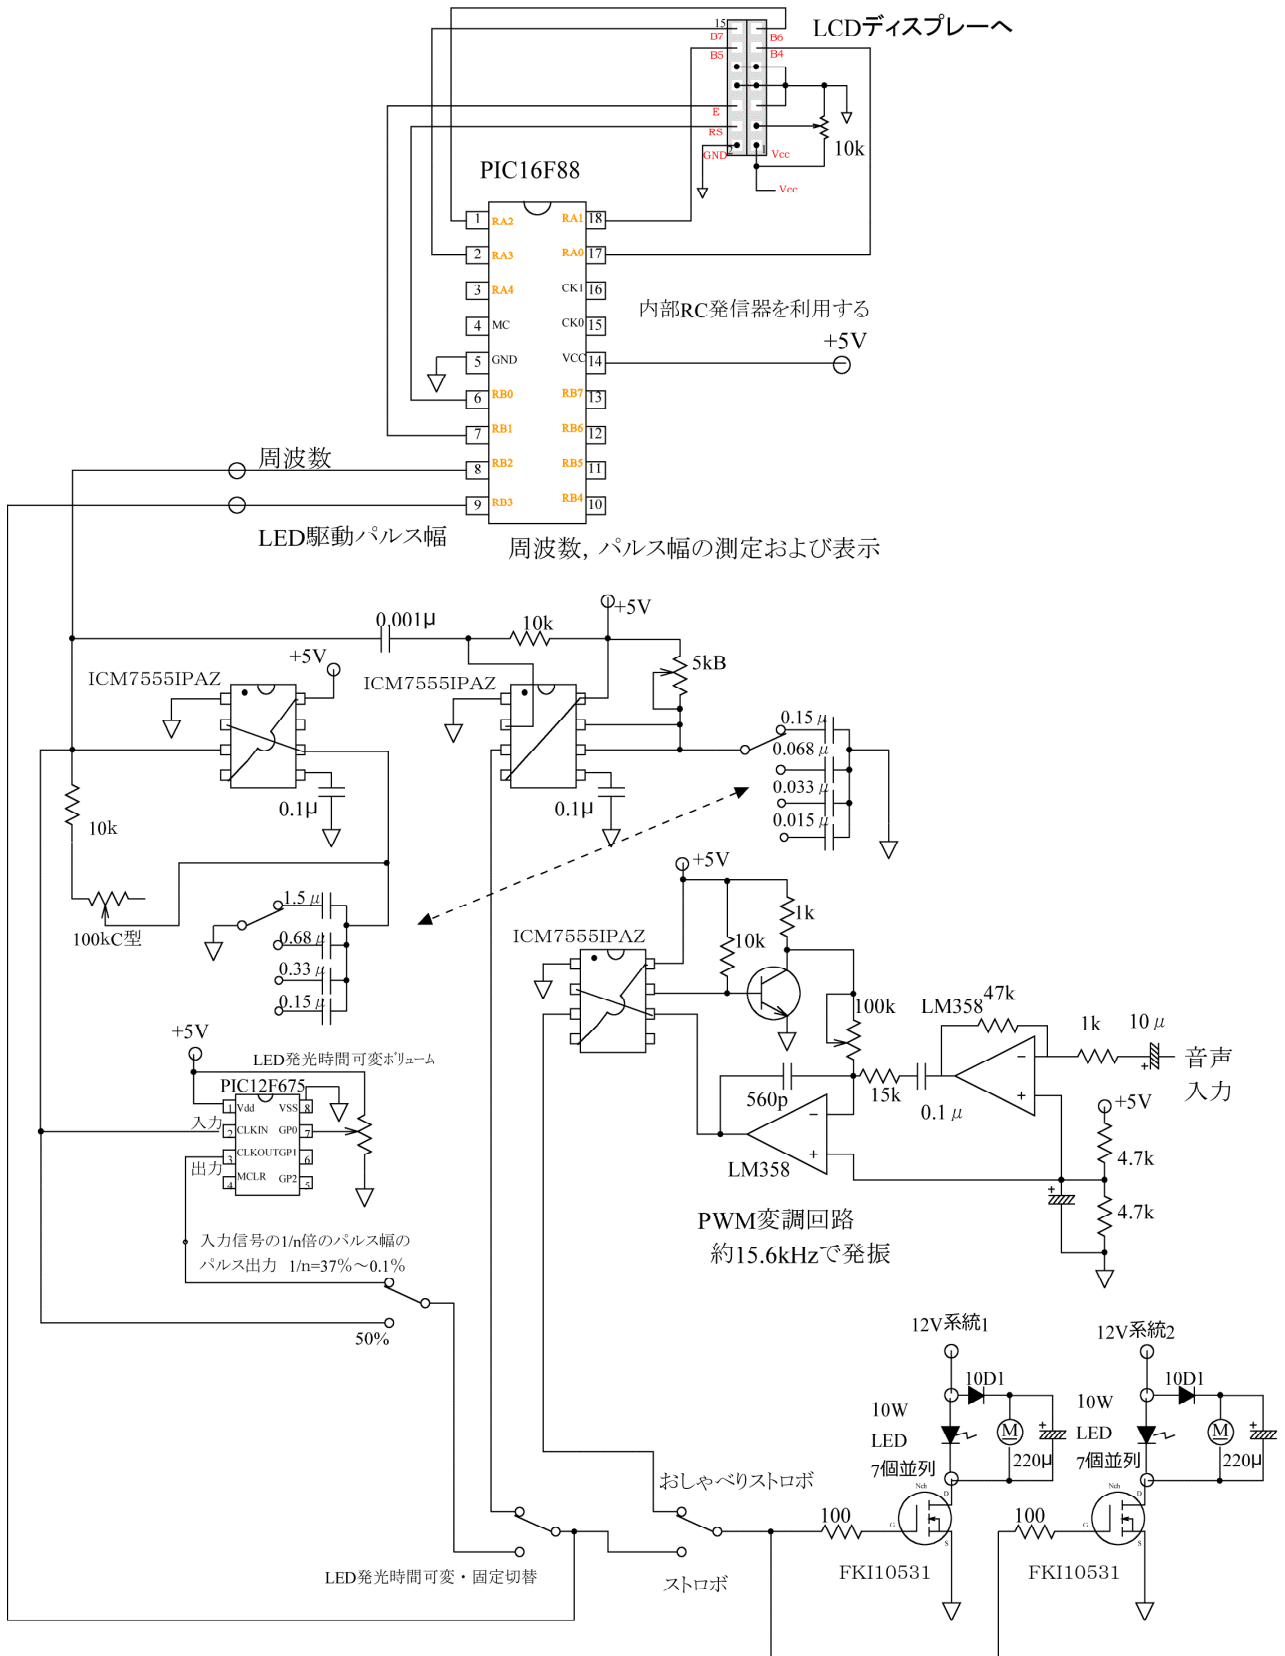 LCDディスプレーへ
15
D7
B6
B5
B4
E
RS
10k
GND
2
1
Vcc
Vcc
PIC16F88
1
RA2
RA1
18
2
RA3
RA0
17
3
RA4
CK1
16
4
MC
CK0
15
5
GND
VCC
14
6
RB0
RB7
13
7
RB1
RB6
12
8
RB2
RB5
11
9
RB3
RB4
10
内部RC発信器を利用する
+5V
周波数
LED駆動パルス幅
周波数, パルス幅の測定および表示
0.001μ
10k
+5V
+5V
ICM7555IPAZ
ICM7555IPAZ
5kB
0.15μ
0.068μ
0.033μ
0.015μ
0.1μ
0.1μ
10k
100kC型
1.5μ
0.68μ
0.33μ
0.15μ
+5V
ICM7555IPAZ
1k
10k
100k
LM358
47k
1k
10μ
音声
入力
+
−
+
560p
15k
0.1μ
+5V
−
+
LM358
4.7k
+
4.7k
+5V
LED発光時間可変ボリューム
PIC12F675
1
Vdd
VSS
8
入力
2
CLKIN
GP0
7
3
CLKOUT
GP1
6
出力
4
MCLR
GP2
5
PWM変調回路
約15.6kHzで発振
入力信号の1/n倍のパルス幅の
パルス出力 1/n=37%～0.1%
50%
12V系統1
12V系統2
10D1
10D1
10W
LED
7個並列
M
+
220μ
10W
LED
7個並列
M
+
220μ
おしゃべりストロボ
100
Nch
D
G
S
100
Nch
D
G
S
FKI10531
FKI10531
LED発光時間可変・固定切替
ストロボ